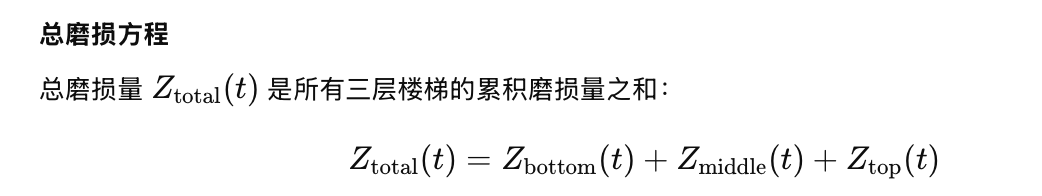 总磨损方程
总磨损量 Z_total(t) 是所有三层楼梯的累积磨损量之和：
Z_total(t) = Z_bottom(t) + Z_middle(t) + Z_top(t)